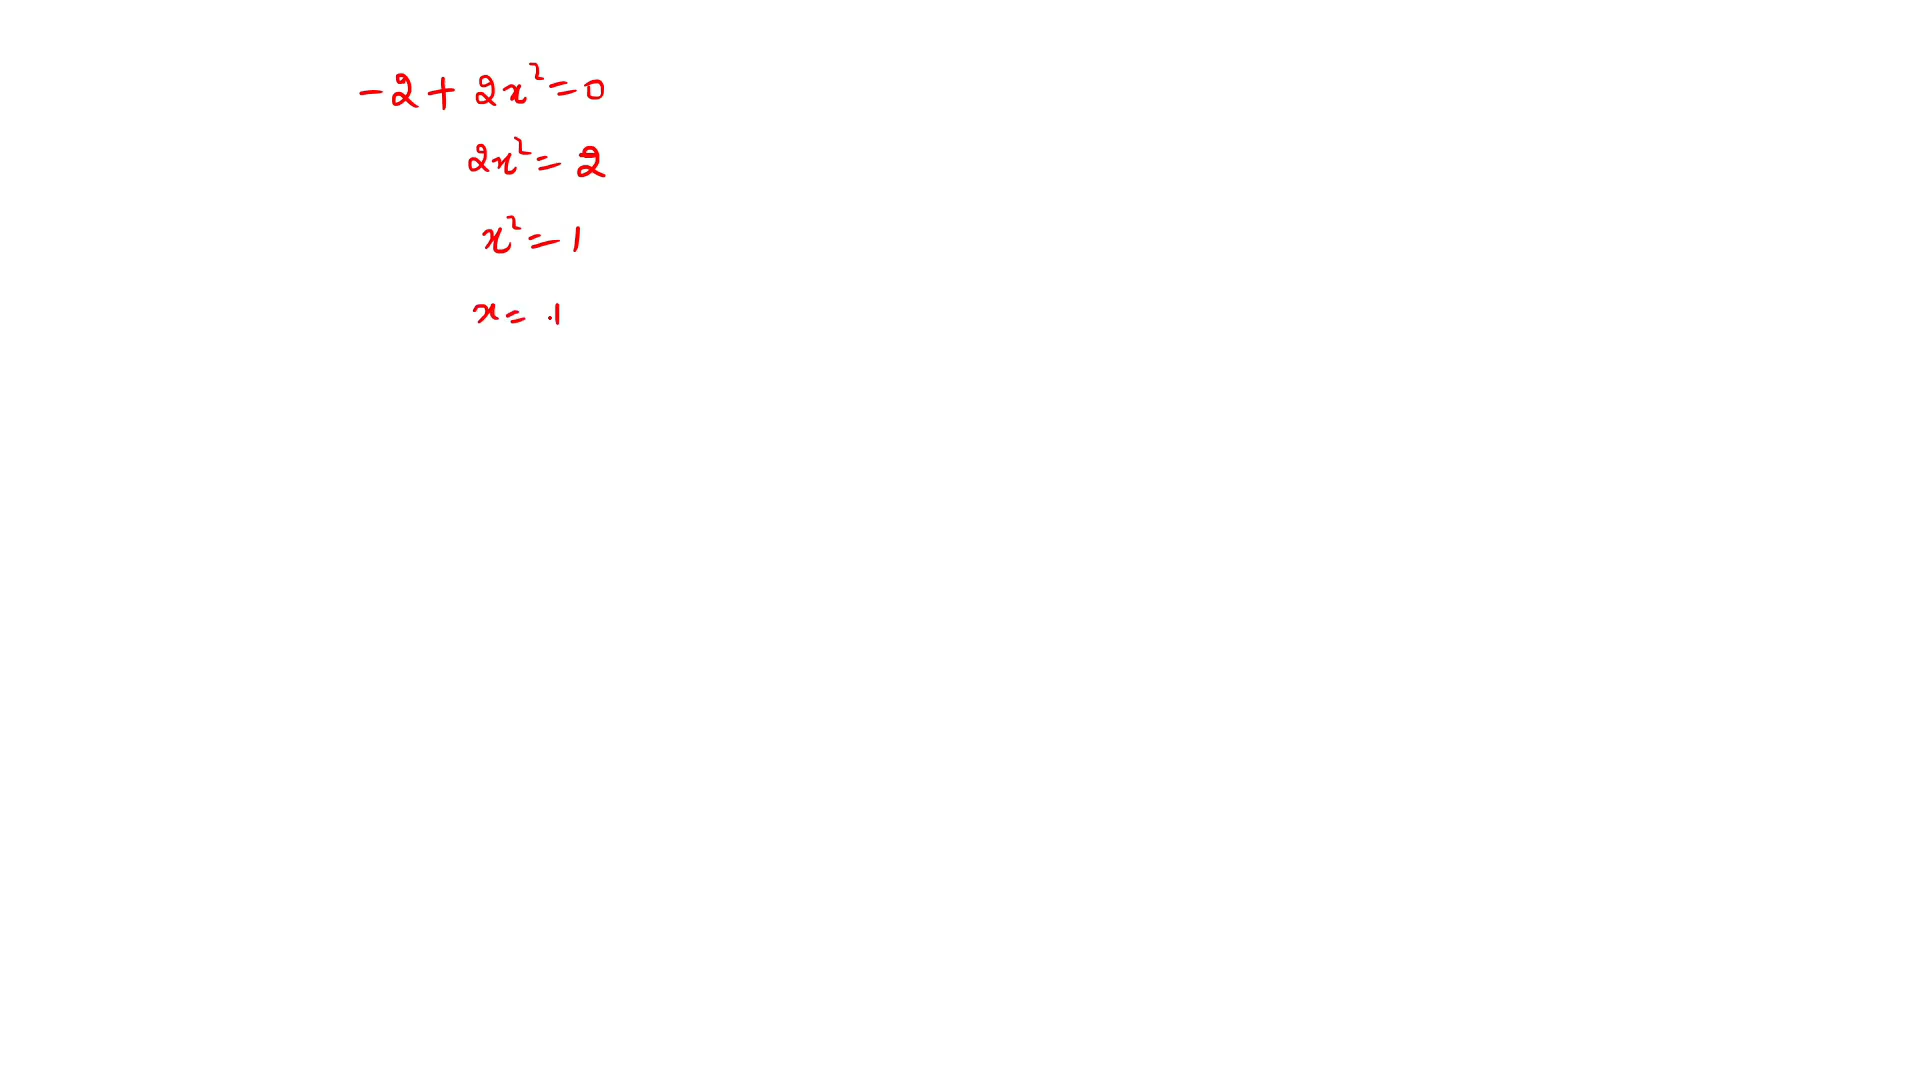 -2 + 2x² = 0
2x² = 2
x² = 1
x = .1